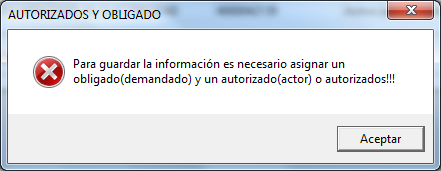 AUTORIZADOS Y OBLIGADO
Para guardar la información es necesario asignar un
obligado(demandado) y un autorizado(actor) o autorizados!!!
Aceptar